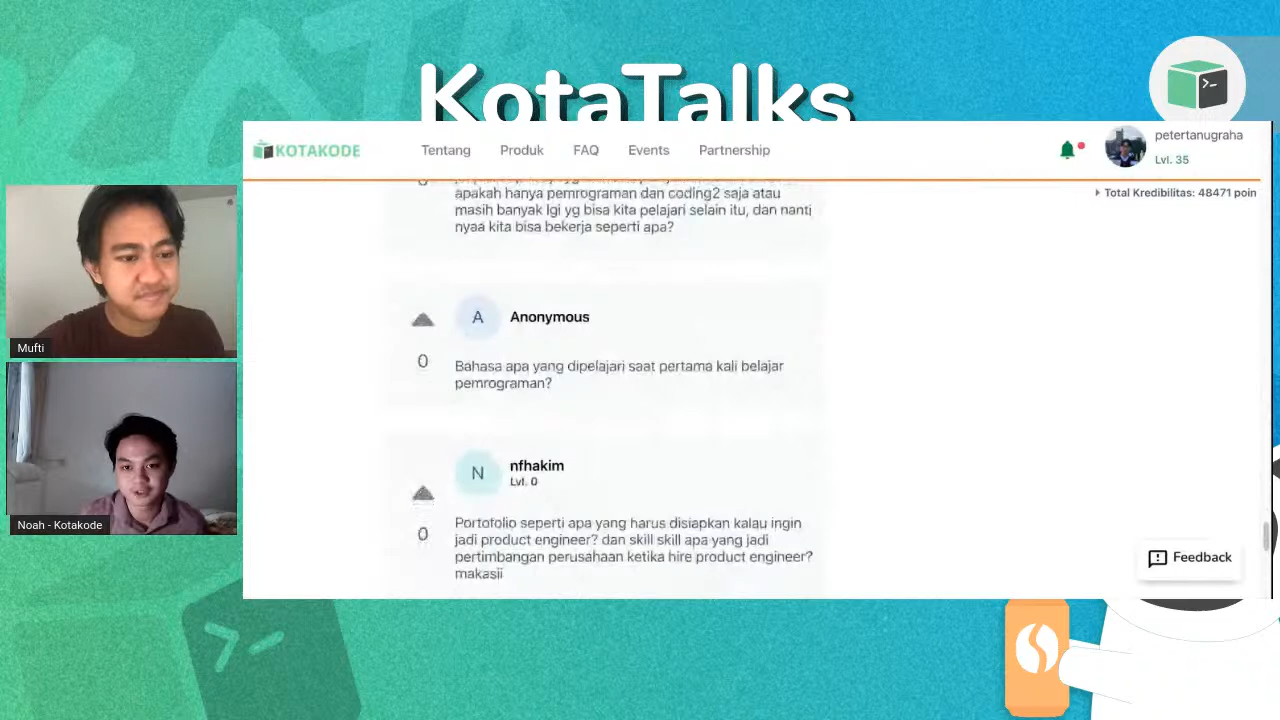 KotaTalks
KOTAKODE
Tentang
Produk
FAQ
Events
Partnership
petertanugraha
Lvl. 35
Total Kredibilitas: 48471 poin
apakah hanya pemrograman dan coding2 saja atau
masih banyak lgi yg bisa kita pelajari selain itu, dan nanti
nyaa kita bisa bekerja seperti apa?
A
Anonymous
0
Bahasa apa yang dipelajari saat pertama kali belajar
pemrograman?
N
nfhakim
Lvl. 0
0
Portofolio seperti apa yang harus disiapkan kalau ingin
jadi product engineer? dan skill skill apa yang jadi
pertimbangan perusahaan ketika hire product engineer?
makasii
Feedback
Mufti
Noah - Kotakode